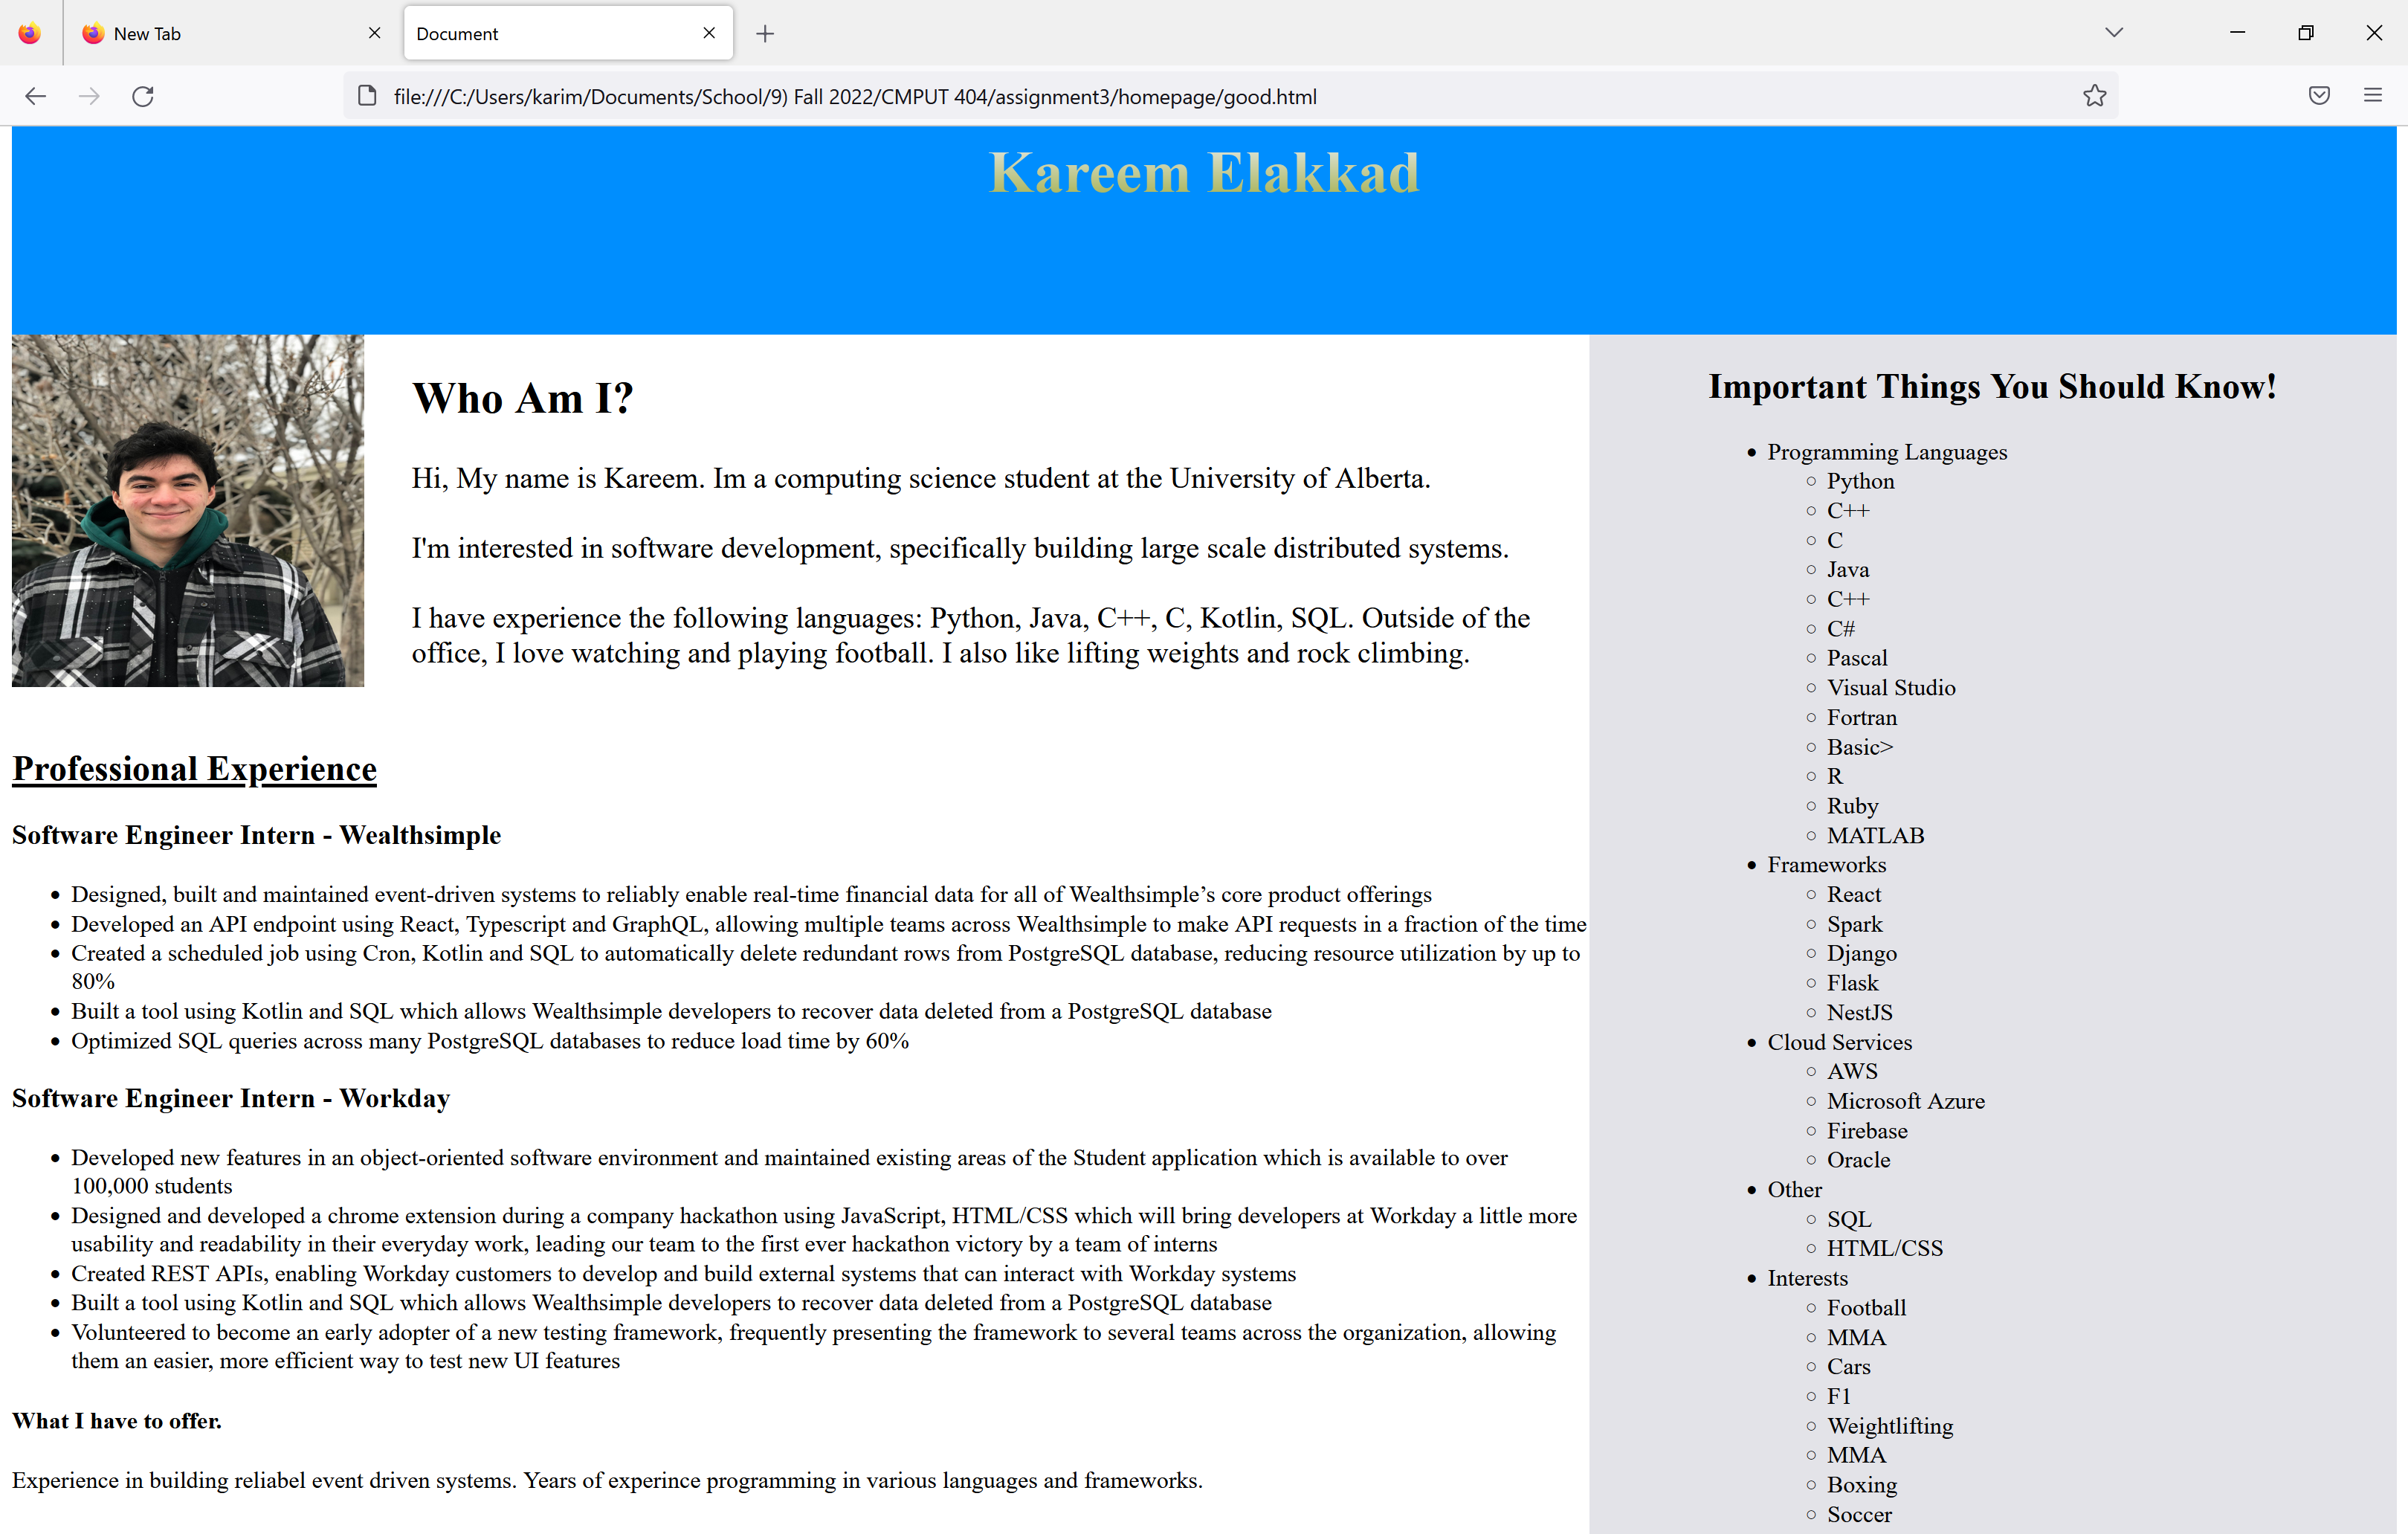 New Tab
Document
file:///C:/Users/karim/Documents/School/9) Fall 2022/CMPUT 404/assignment3/homepage/good.html
Kareem Elakkad
Who Am I?
Hi, My name is Kareem. Im a computing science student at the University of Alberta.
I'm interested in software development, specifically building large scale distributed systems.
I have experience the following languages: Python, Java, C++, C, Kotlin, SQL. Outside of the
office, I love watching and playing football. I also like lifting weights and rock climbing.
Professional Experience
Software Engineer Intern - Wealthsimple
• Designed, built and maintained event-driven systems to reliably enable real-time financial data for all of Wealthsimple’s core product offerings
• Developed an API endpoint using React, Typescript and GraphQL, allowing multiple teams across Wealthsimple to make API requests in a fraction of the time
• Created a scheduled job using Cron, Kotlin and SQL to automatically delete redundant rows from PostgreSQL database, reducing resource utilization by up to
80%
• Built a tool using Kotlin and SQL which allows Wealthsimple developers to recover data deleted from a PostgreSQL database
• Optimized SQL queries across many PostgreSQL databases to reduce load time by 60%
Software Engineer Intern - Workday
• Developed new features in an object-oriented software environment and maintained existing areas of the Student application which is available to over
100,000 students
• Designed and developed a chrome extension during a company hackathon using JavaScript, HTML/CSS which will bring developers at Workday a little more
usability and readability in their everyday work, leading our team to the first ever hackathon victory by a team of interns
• Created REST APIs, enabling Workday customers to develop and build external systems that can interact with Workday systems
• Built a tool using Kotlin and SQL which allows Wealthsimple developers to recover data deleted from a PostgreSQL database
• Volunteered to become an early adopter of a new testing framework, frequently presenting the framework to several teams across the organization, allowing
them an easier, more efficient way to test new UI features
What I have to offer.
Experience in building reliabel event driven systems. Years of experince programming in various languages and frameworks.
Important Things You Should Know!
• Programming Languages
◦ Python
◦ C++
◦ C
◦ Java
◦ C++
◦ C#
◦ Pascal
◦ Visual Studio
◦ Fortran
◦ Basic>
◦ R
◦ Ruby
◦ MATLAB
• Frameworks
◦ React
◦ Spark
◦ Django
◦ Flask
◦ NestJS
• Cloud Services
◦ AWS
◦ Microsoft Azure
◦ Firebase
◦ Oracle
• Other
◦ SQL
◦ HTML/CSS
• Interests
◦ Football
◦ MMA
◦ Cars
◦ F1
◦ Weightlifting
◦ MMA
◦ Boxing
◦ Soccer